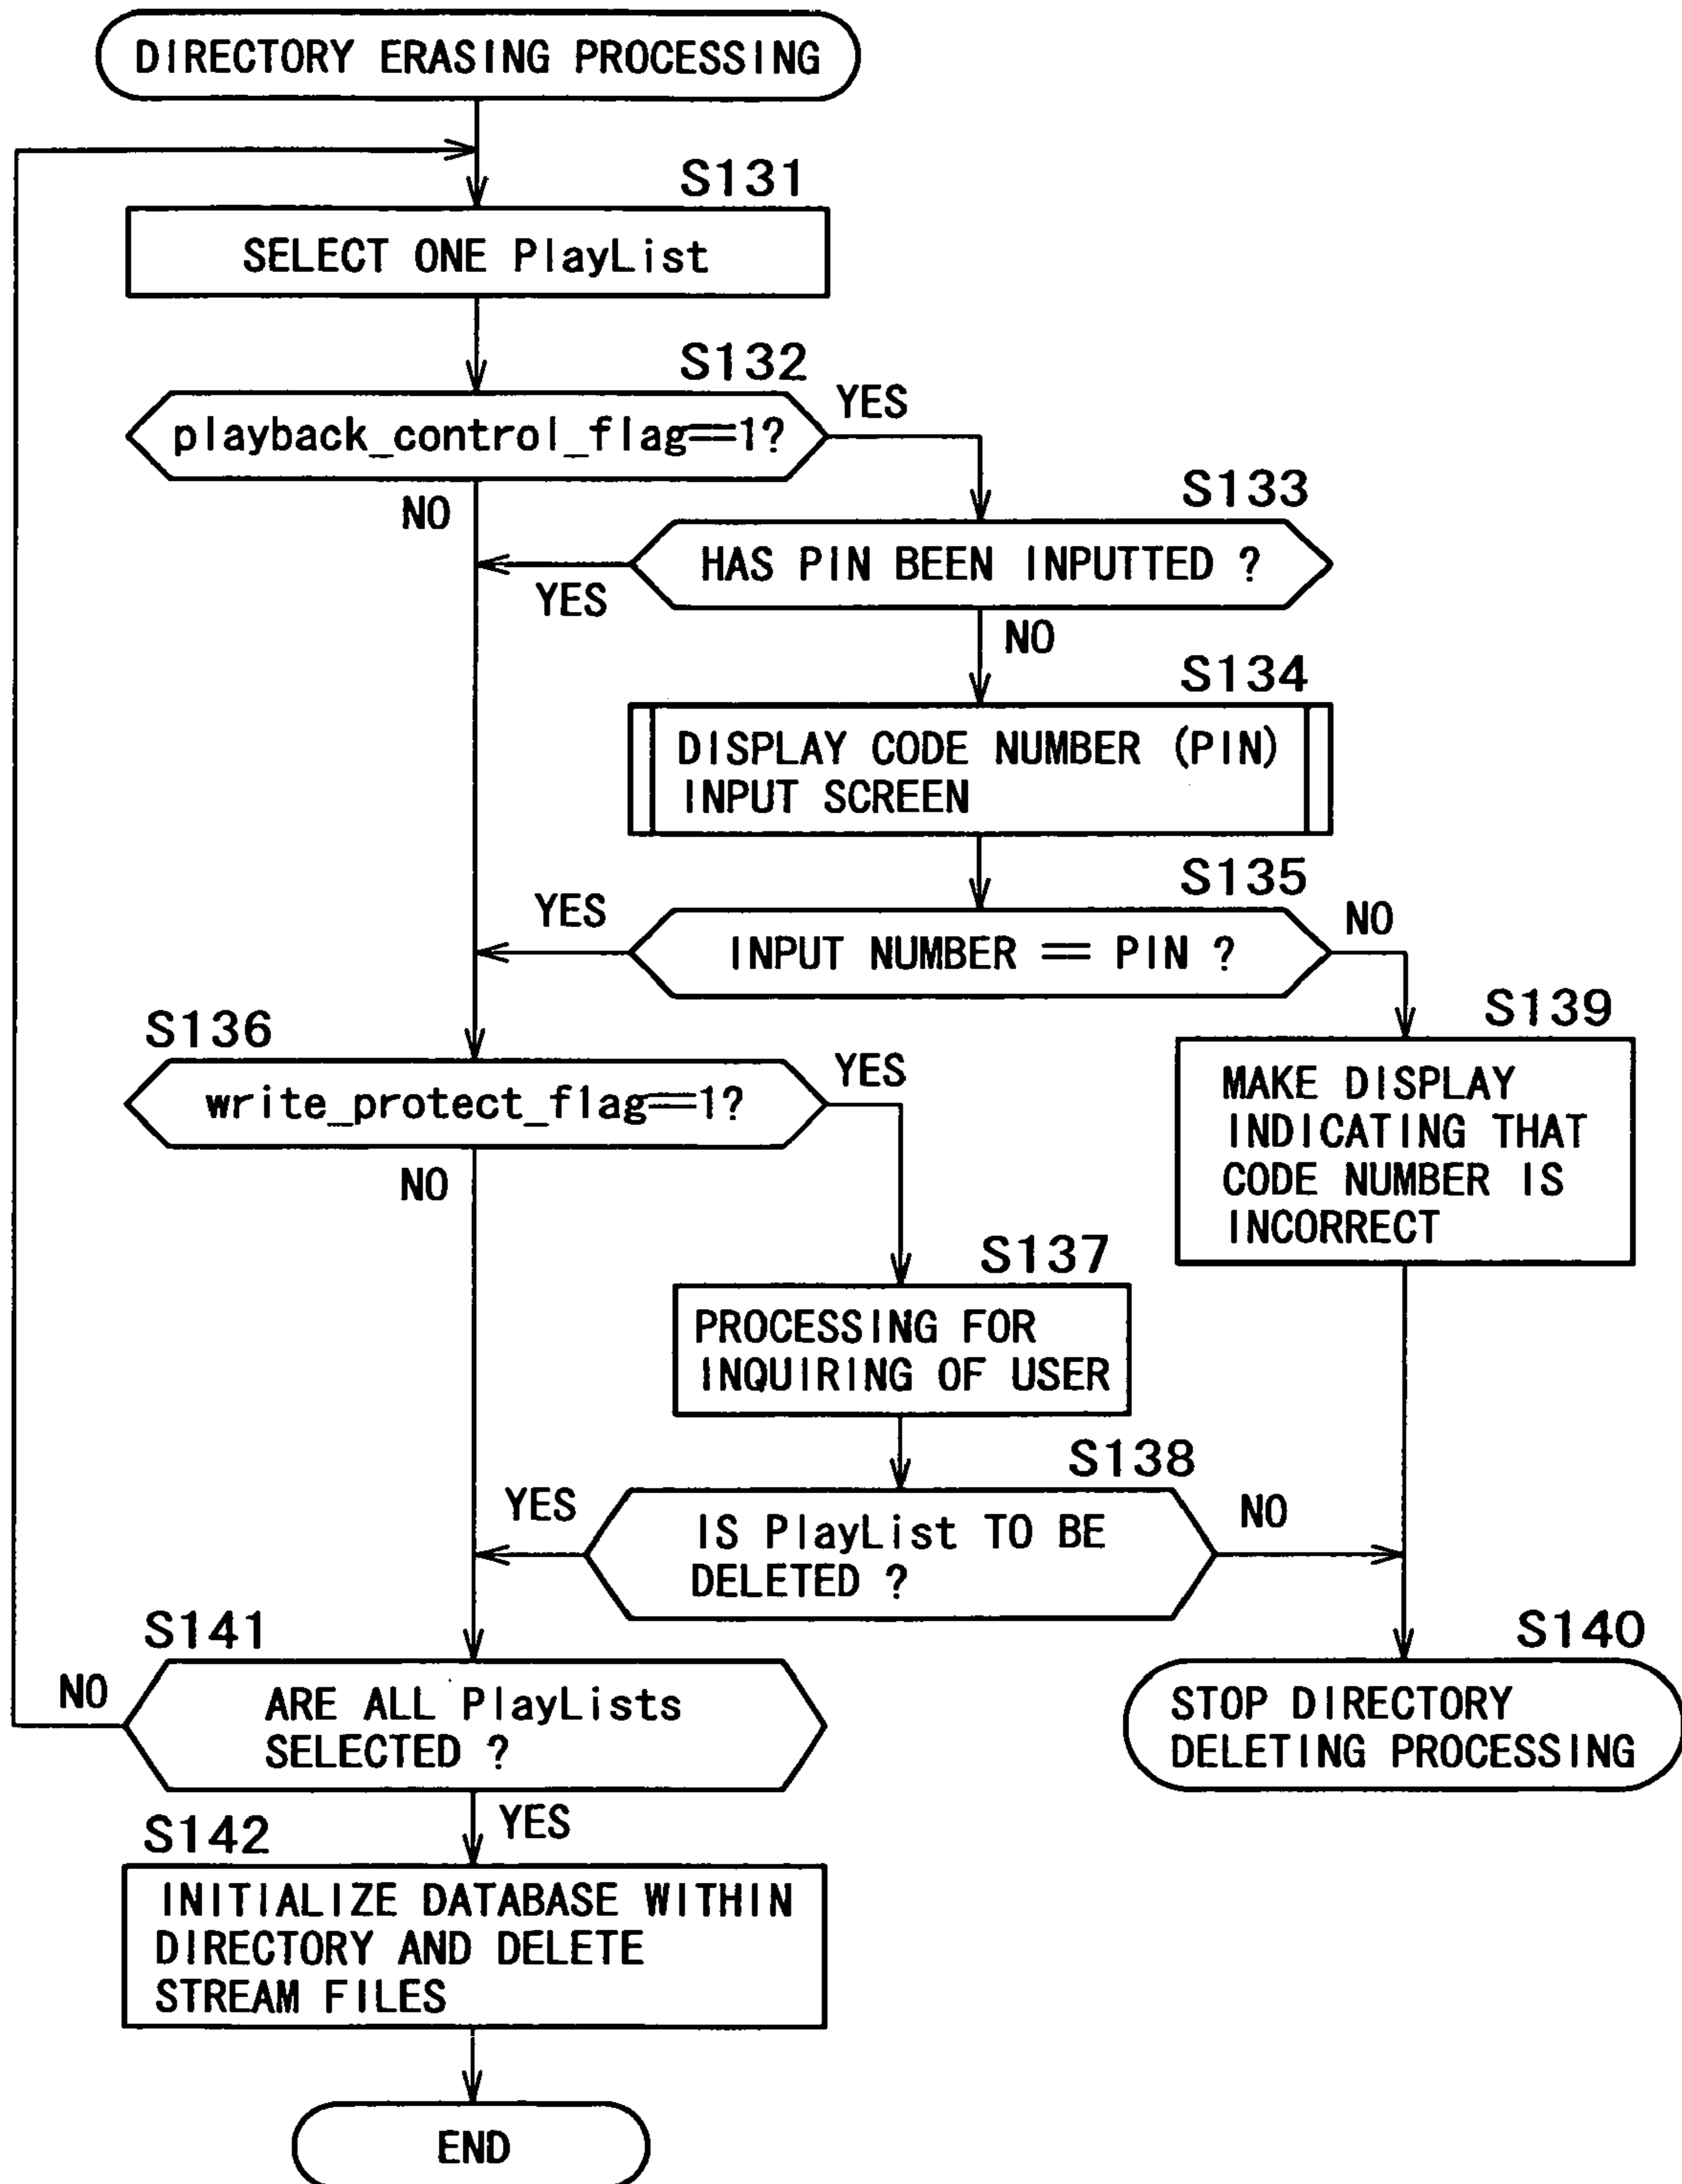 DIRECTORY ERASING PROCESSING
S131
SELECT ONE PlayList
S132
playback_control_flag==1?
YES
NO
S133
HAS PIN BEEN INPUTTED ?
YES
NO
S134
DISPLAY CODE NUMBER (PIN)
INPUT SCREEN
S135
YES
INPUT NUMBER == PIN ?
NO
S136
write_protect_flag==1?
YES
NO
S139
MAKE DISPLAY
INDICATING THAT
CODE NUMBER IS
INCORRECT
S137
PROCESSING FOR
INQUIRING OF USER
S138
YES
IS PlayList TO BE
DELETED ?
NO
S141
NO
ARE ALL PlayLists
SELECTED ?
YES
S140
STOP DIRECTORY
DELETING PROCESSING
S142
INITIALIZE DATABASE WITHIN
DIRECTORY AND DELETE
STREAM FILES
END